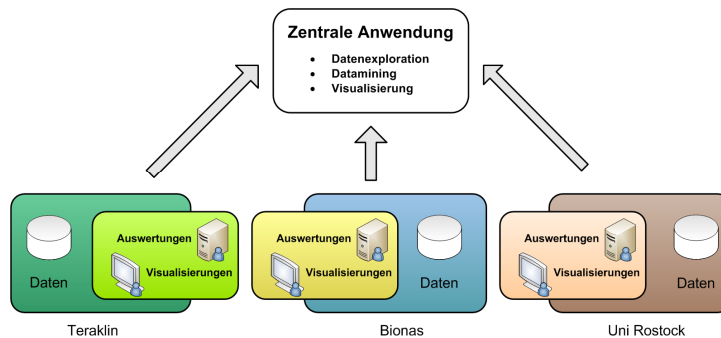 Zentrale Anwendung
• Datenexploration
• Datamining
• Visualisierung
Auswertungen
Visualisierungen
Daten
Teraklin
Auswertungen
Visualisierungen
Daten
Bionas
Auswertungen
Visualisierungen
Daten
Uni Rostock